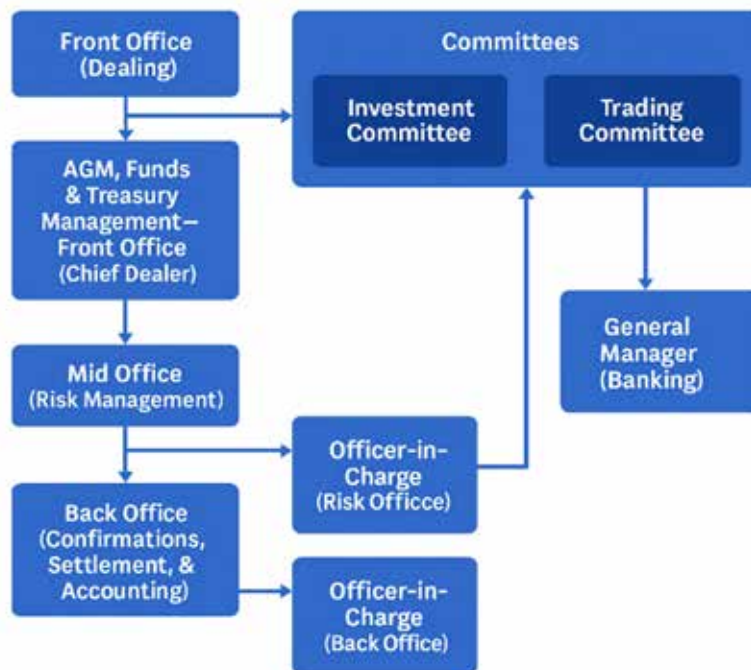 Front Office
(Dealing)
Committees
Investment
Committee
Trading
Committee
AGM, Funds
& Treasury
Management—
Front Office
(Chief Dealer)
General
Manager
(Banking)
Mid Office
(Risk Management)
Officer-in-
Charge
(Risk Officce)
Back Office
(Confirmations,
Settlement, &
Accounting)
Officer-in-
Charge
(Back Office)